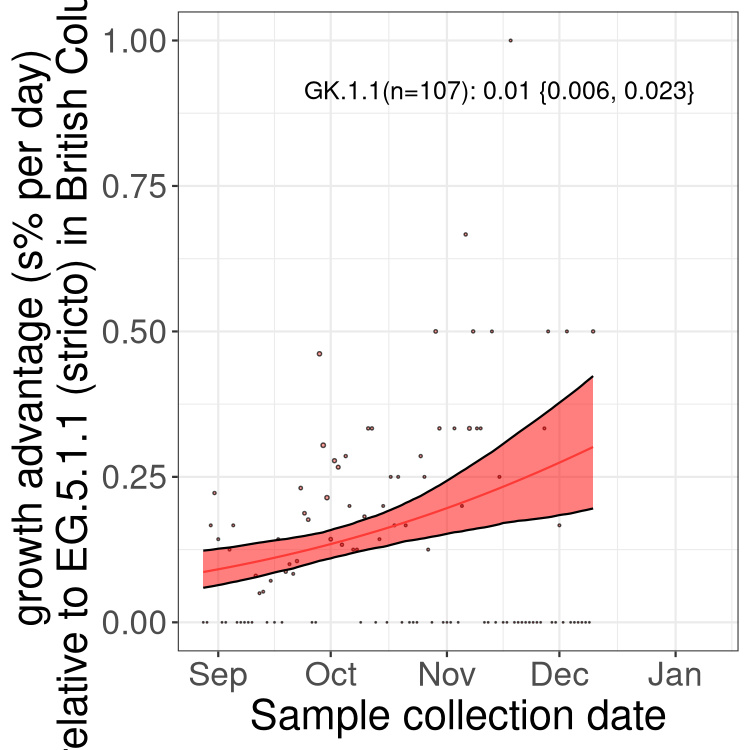 growth advantage (s% per day)
relative to EG.5.1.1 (stricto) in British Colu
1.00
0.75
0.50
0.25
0.00
GK.1.1(n=107): 0.01 {0.006, 0.023}
Sep Oct Nov Dec Jan
Sample collection date